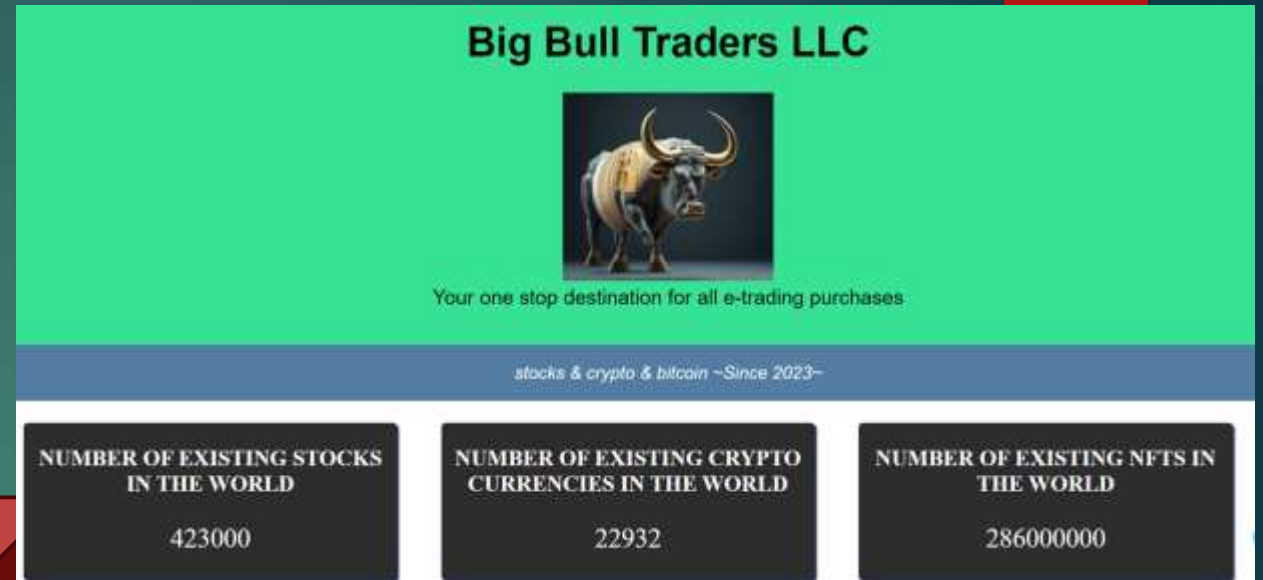 Big Bull Traders LLC
Your one stop destination for all e-trading purchases
stocks & crypto & bitcoin ~Since 2023~
NUMBER OF EXISTING STOCKS
IN THE WORLD
423000
NUMBER OF EXISTING CRYPTO
CURRENCIES IN THE WORLD
22932
NUMBER OF EXISTING NFTS IN
THE WORLD
286000000